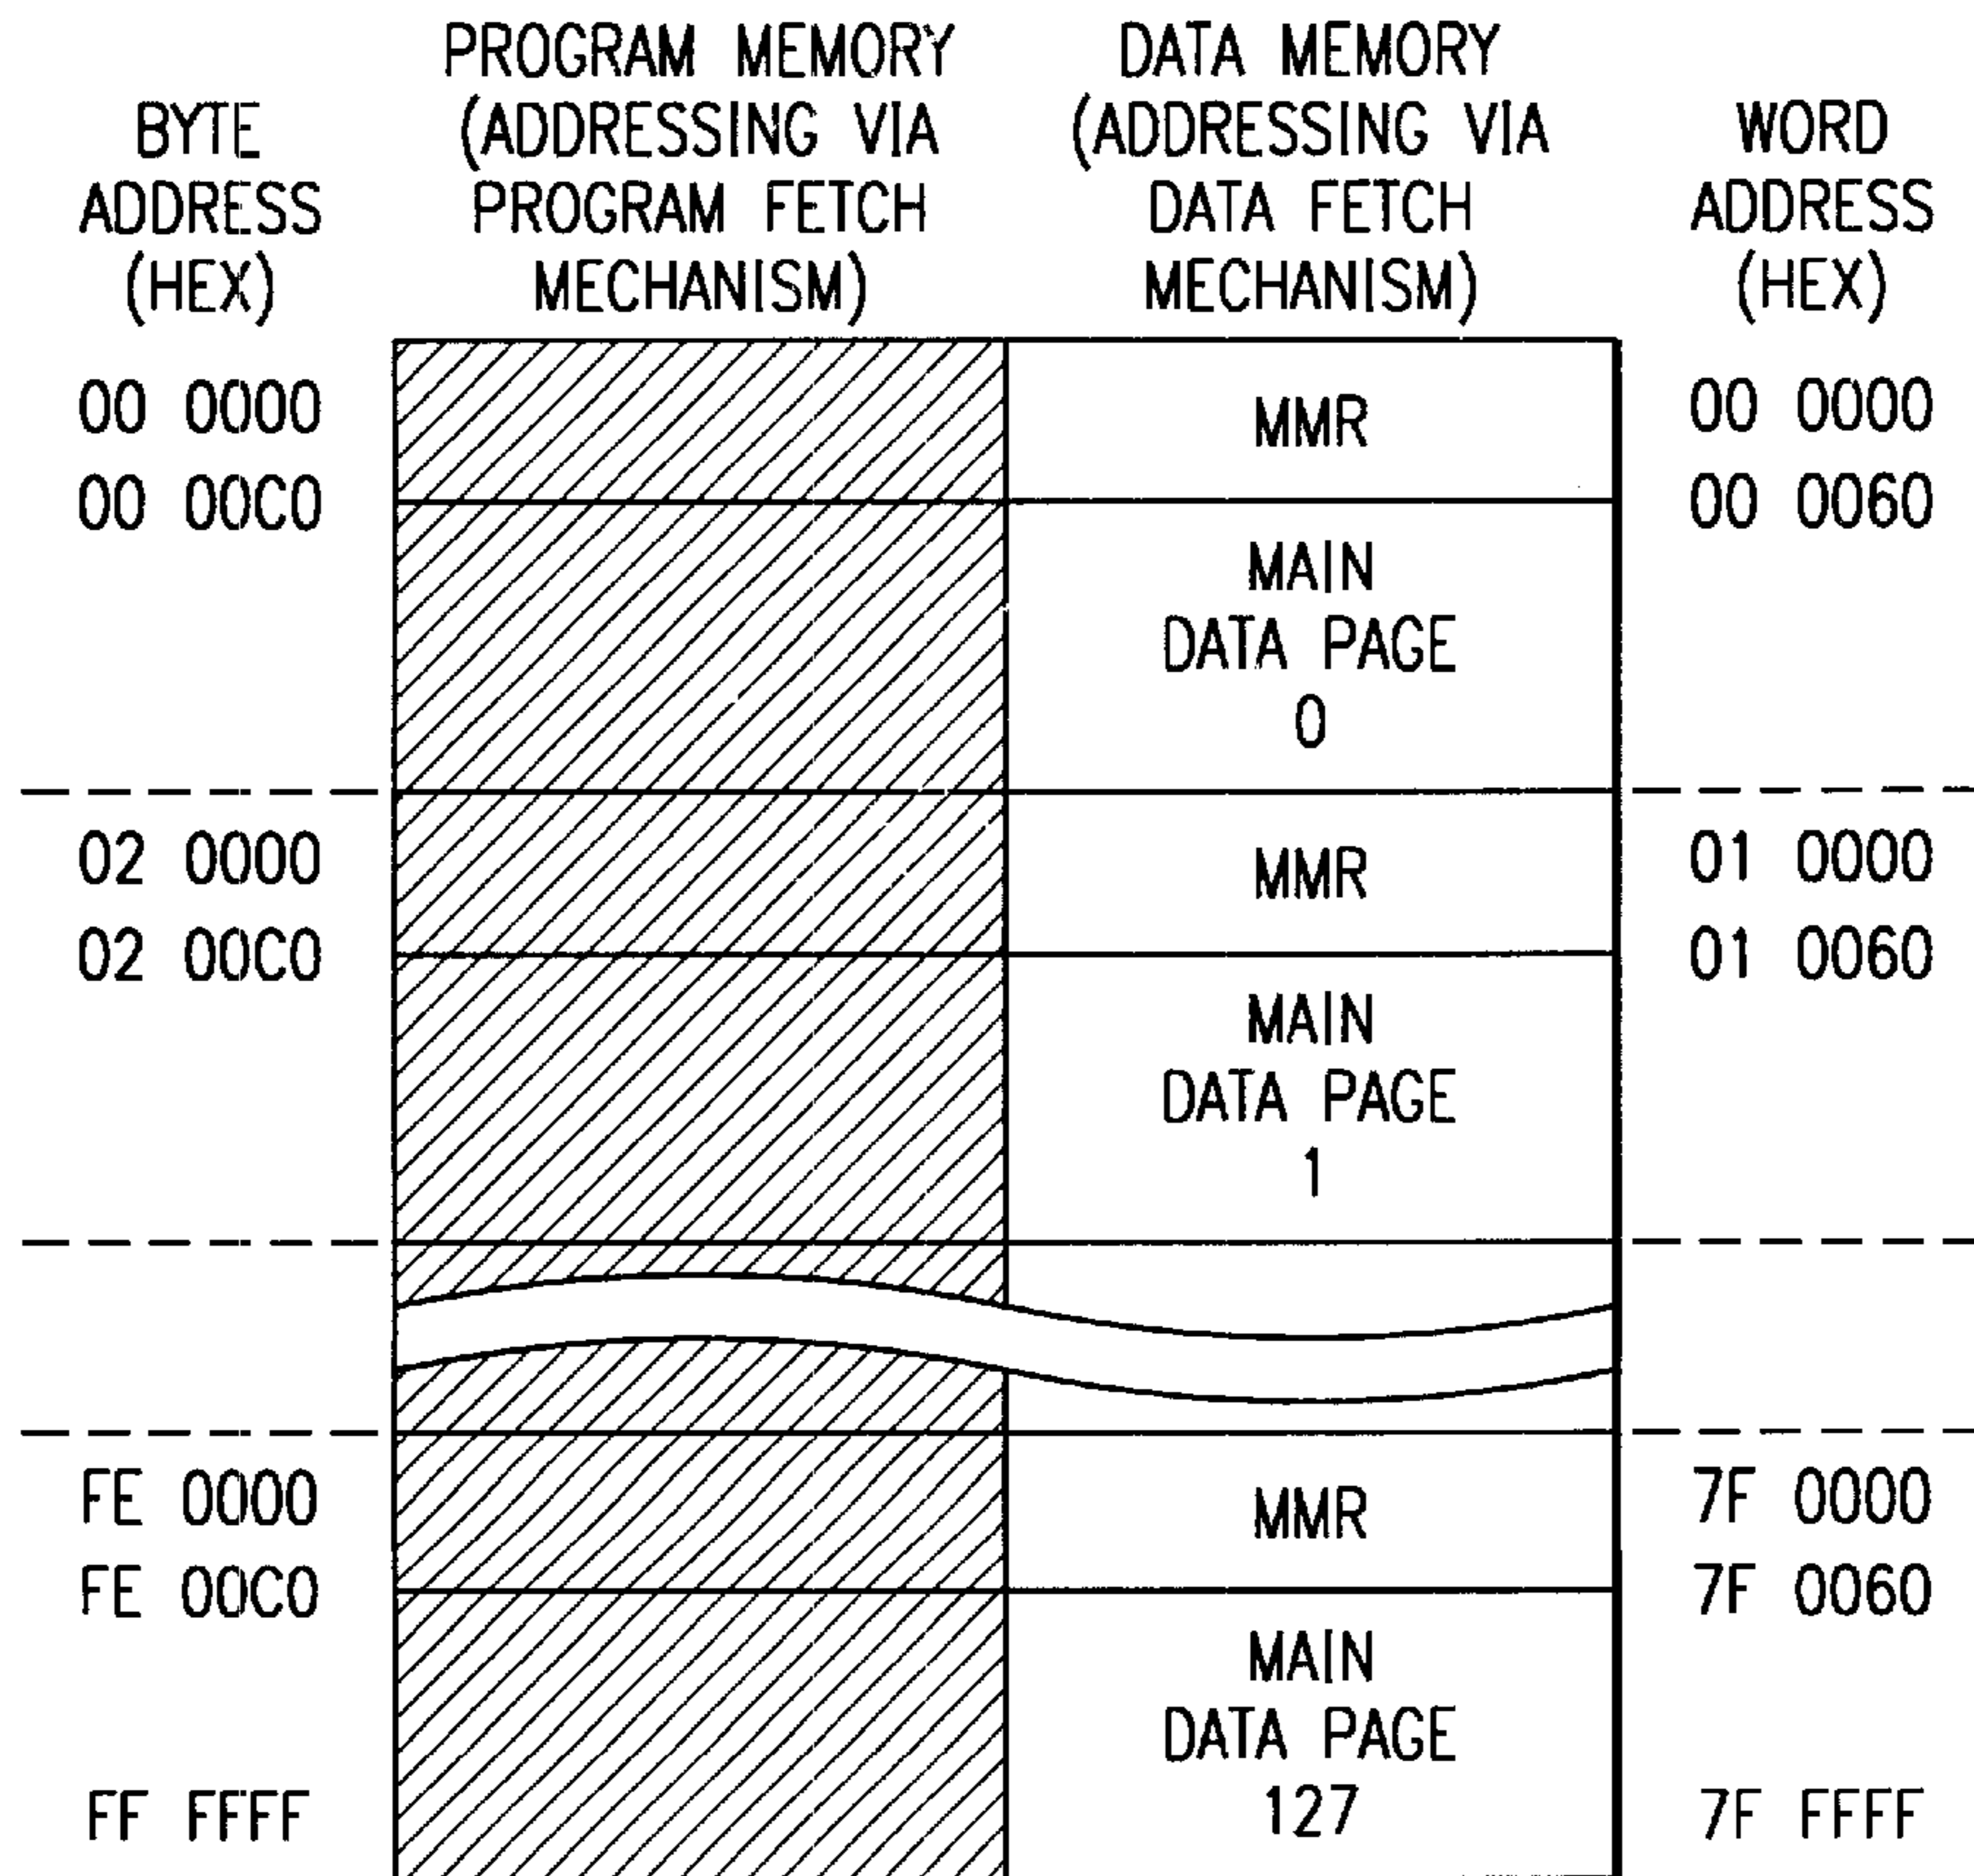 BYTE
ADDRESS
(HEX)
PROGRAM MEMORY
(ADDRESSING VIA
PROGRAM FETCH
MECHANISM)
DATA MEMORY
(ADDRESSING VIA
DATA FETCH
MECHANISM)
WORD
ADDRESS
(HEX)
00 0000
MMR
00 0000
00 00C0
00 0060
MAIN
DATA PAGE
0
02 0000
MMR
01 0000
02 00C0
01 0060
MAIN
DATA PAGE
1
FE 0000
MMR
7F 0000
FE 00C0
7F 0060
MAIN
DATA PAGE
127
FF FFFF
7F FFFF